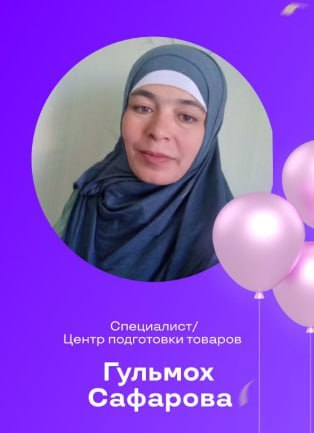 Специалист/
Центр подготовки товаров
Гульмох
Сафарова